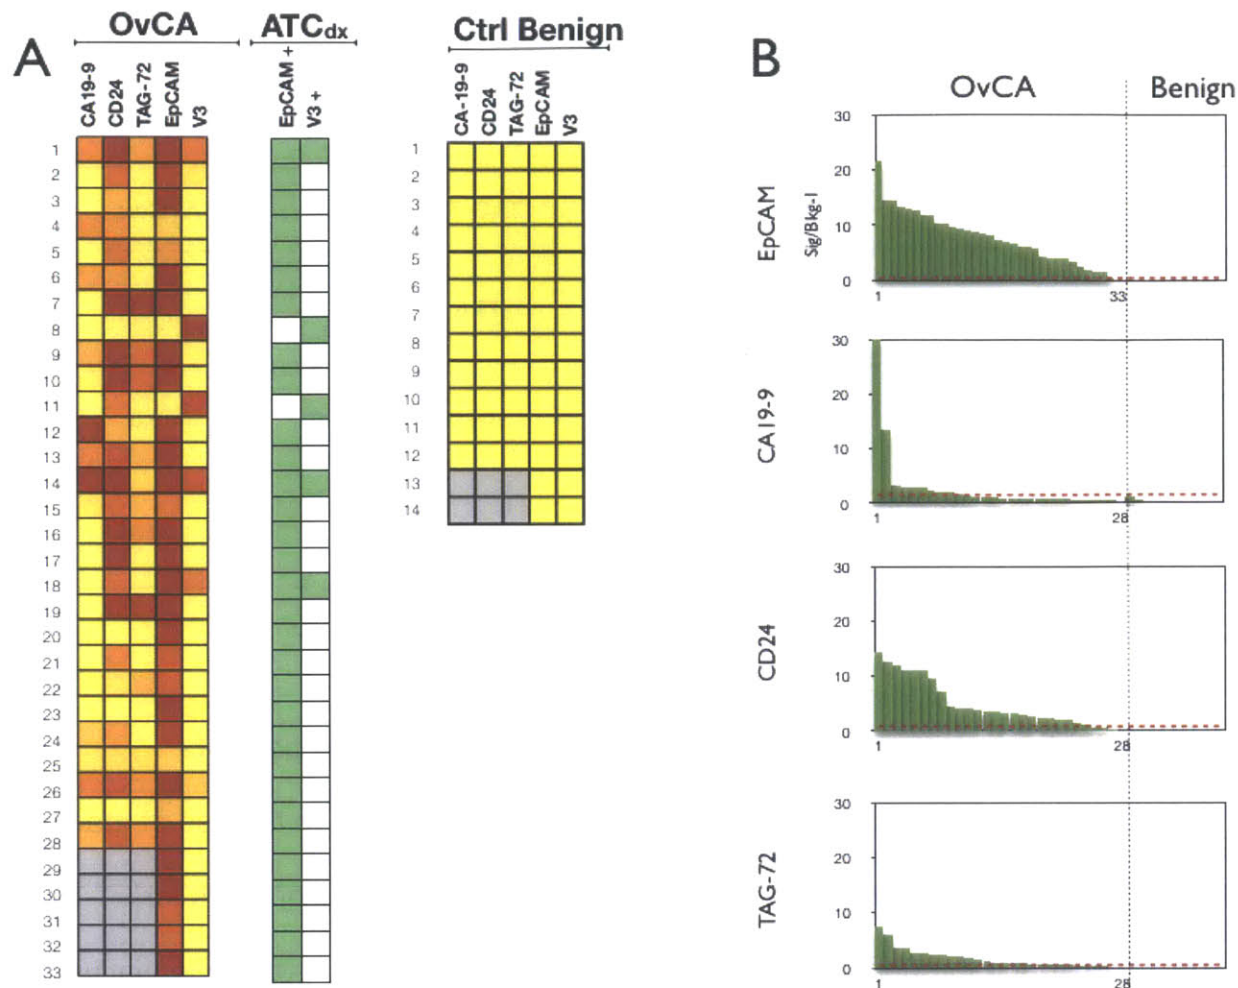 A
OvCA
CA19-9
CD24
TAG-72
EpCAM
V3
1
2
3
4
5
6
7
8
9
10
11
12
13
14
15
16
17
18
19
20
21
22
23
24
25
26
27
28
29
30
31
32
33
ATCdx
EpCAM +
V3 +
Ctrl Benign
CA-19-9
CD24
TAG-72
EpCAM
V3
1
2
3
4
5
6
7
8
9
10
11
12
13
14
B
OvCA Benign
EpCAM
Sig/Bkg-1
30
20
10
0
1 33
CA19-9
30
20
10
0
1 28
CD24
30
20
10
0
1 28
TAG-72
30
20
10
0
1 28